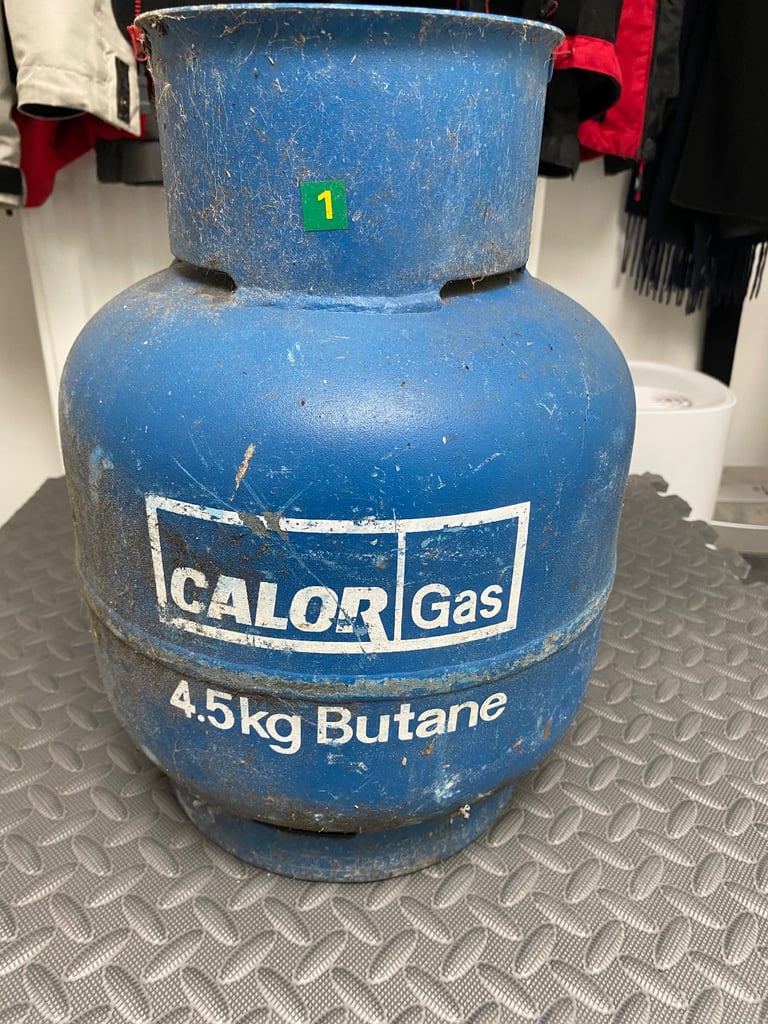 1
CALOR Gas
4.5kg Butane